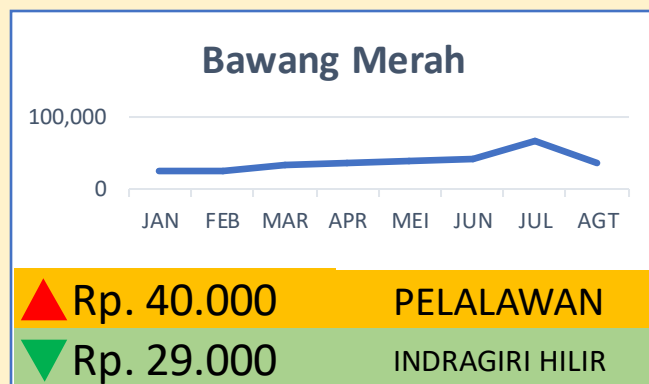 Bawang Merah
100,000
0
JAN FEB MAR APR MEI JUN JUL AGT
Rp. 40.000 PELALAWAN
Rp. 29.000 INDRAGIRI HILIR